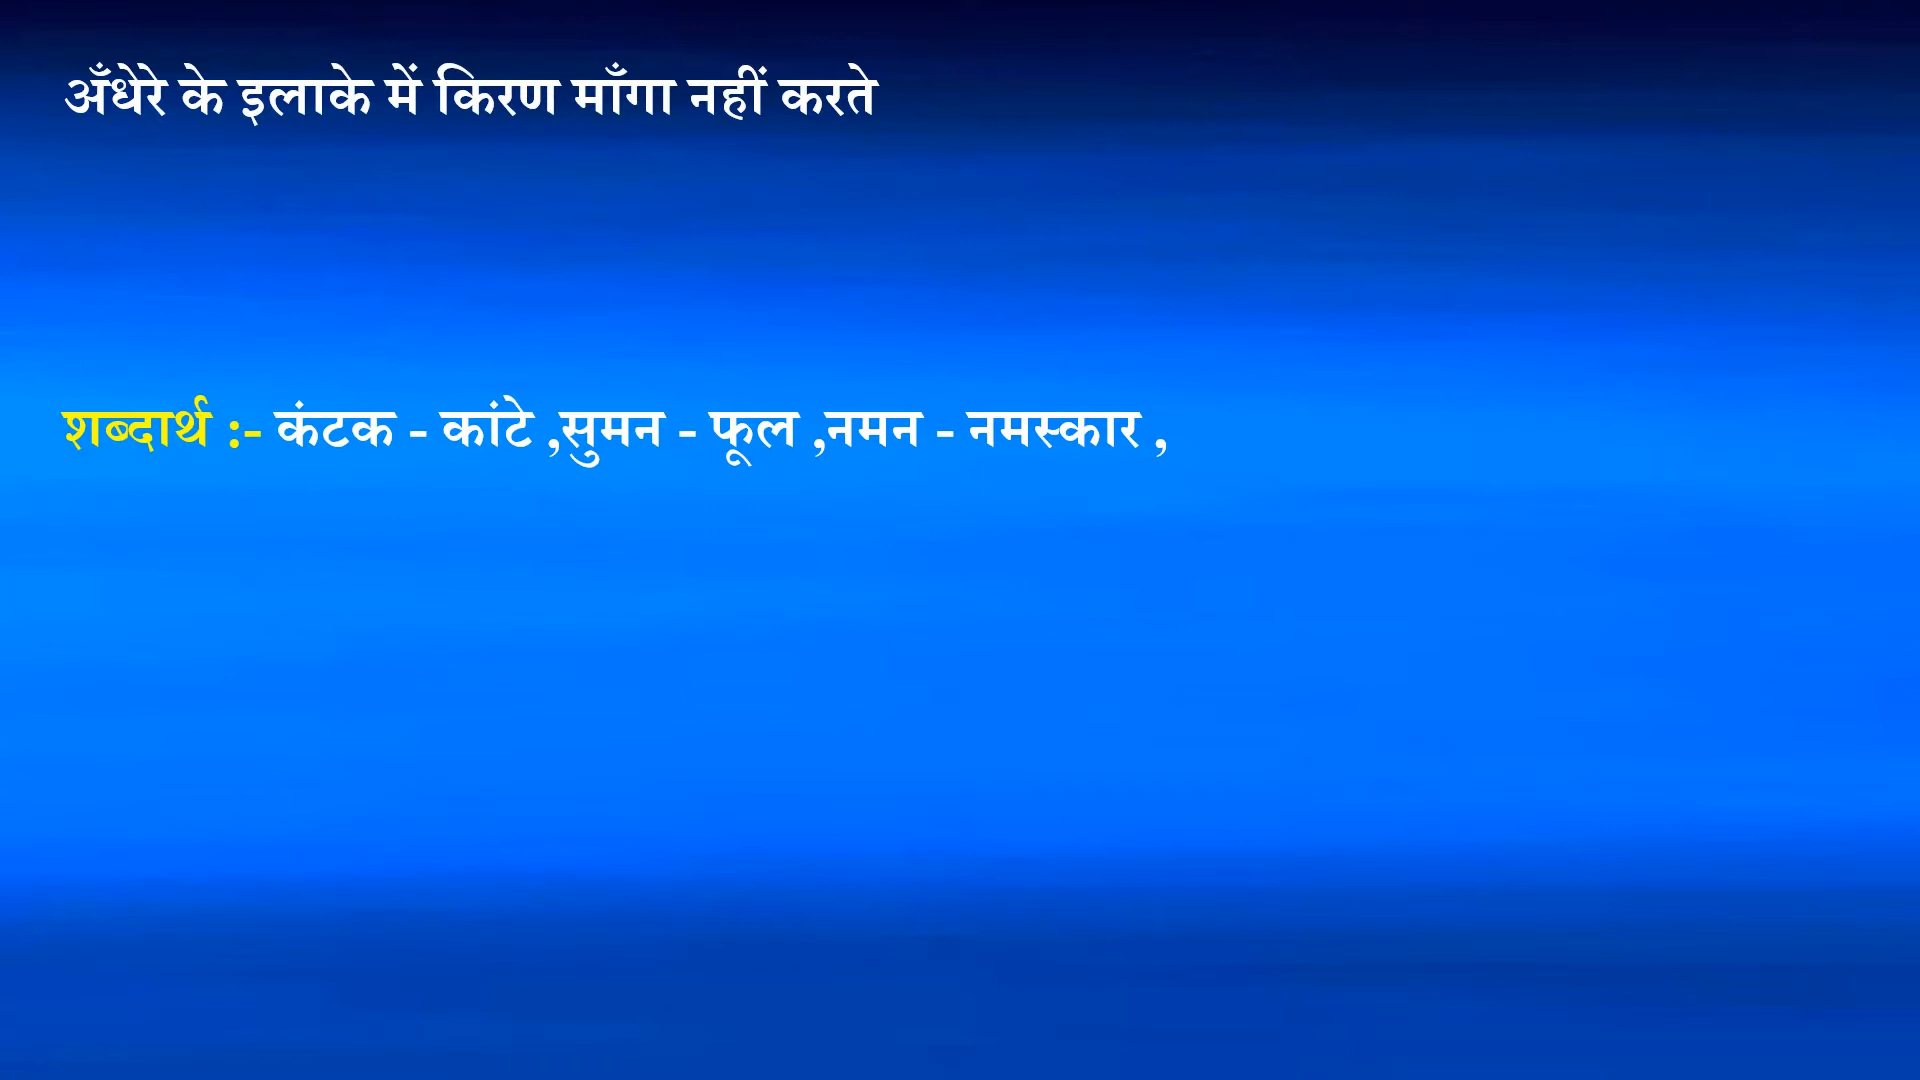 अँधेरे के इलाके में किरण माँगा नहीं करते
शब्दार्थ :- कंटक - कांटे ,सुमन - फूल ,नमन - नमस्कार ,